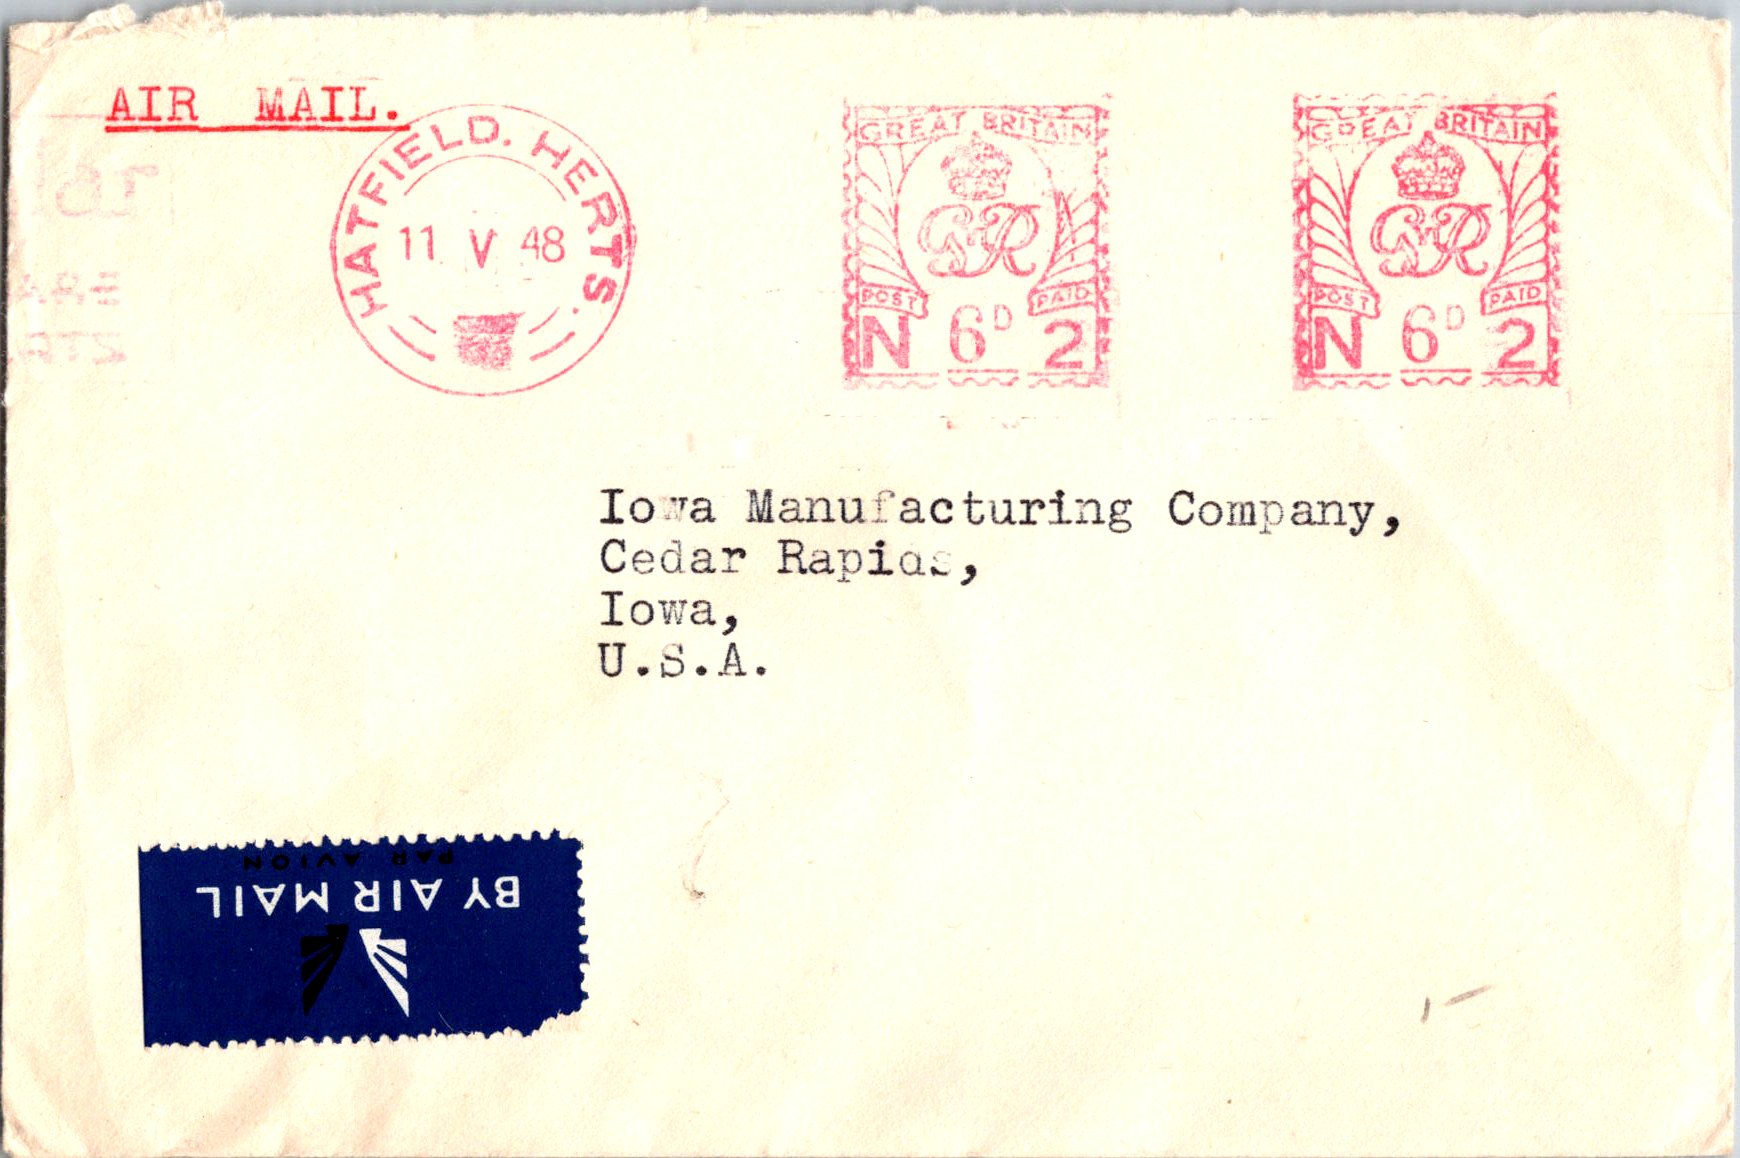 AIR MAIL.
HATFIELD. HERTS.
11 V 48
GREAT BRITAIN
GR
POST PAID
N 6D 2
GREAT BRITAIN
GR
POST PAID
N 6D 2
Iowa Manufacturing Company,
Cedar Rapids,
Iowa,
U.S.A.
BY AIR MAIL
PAR AVION